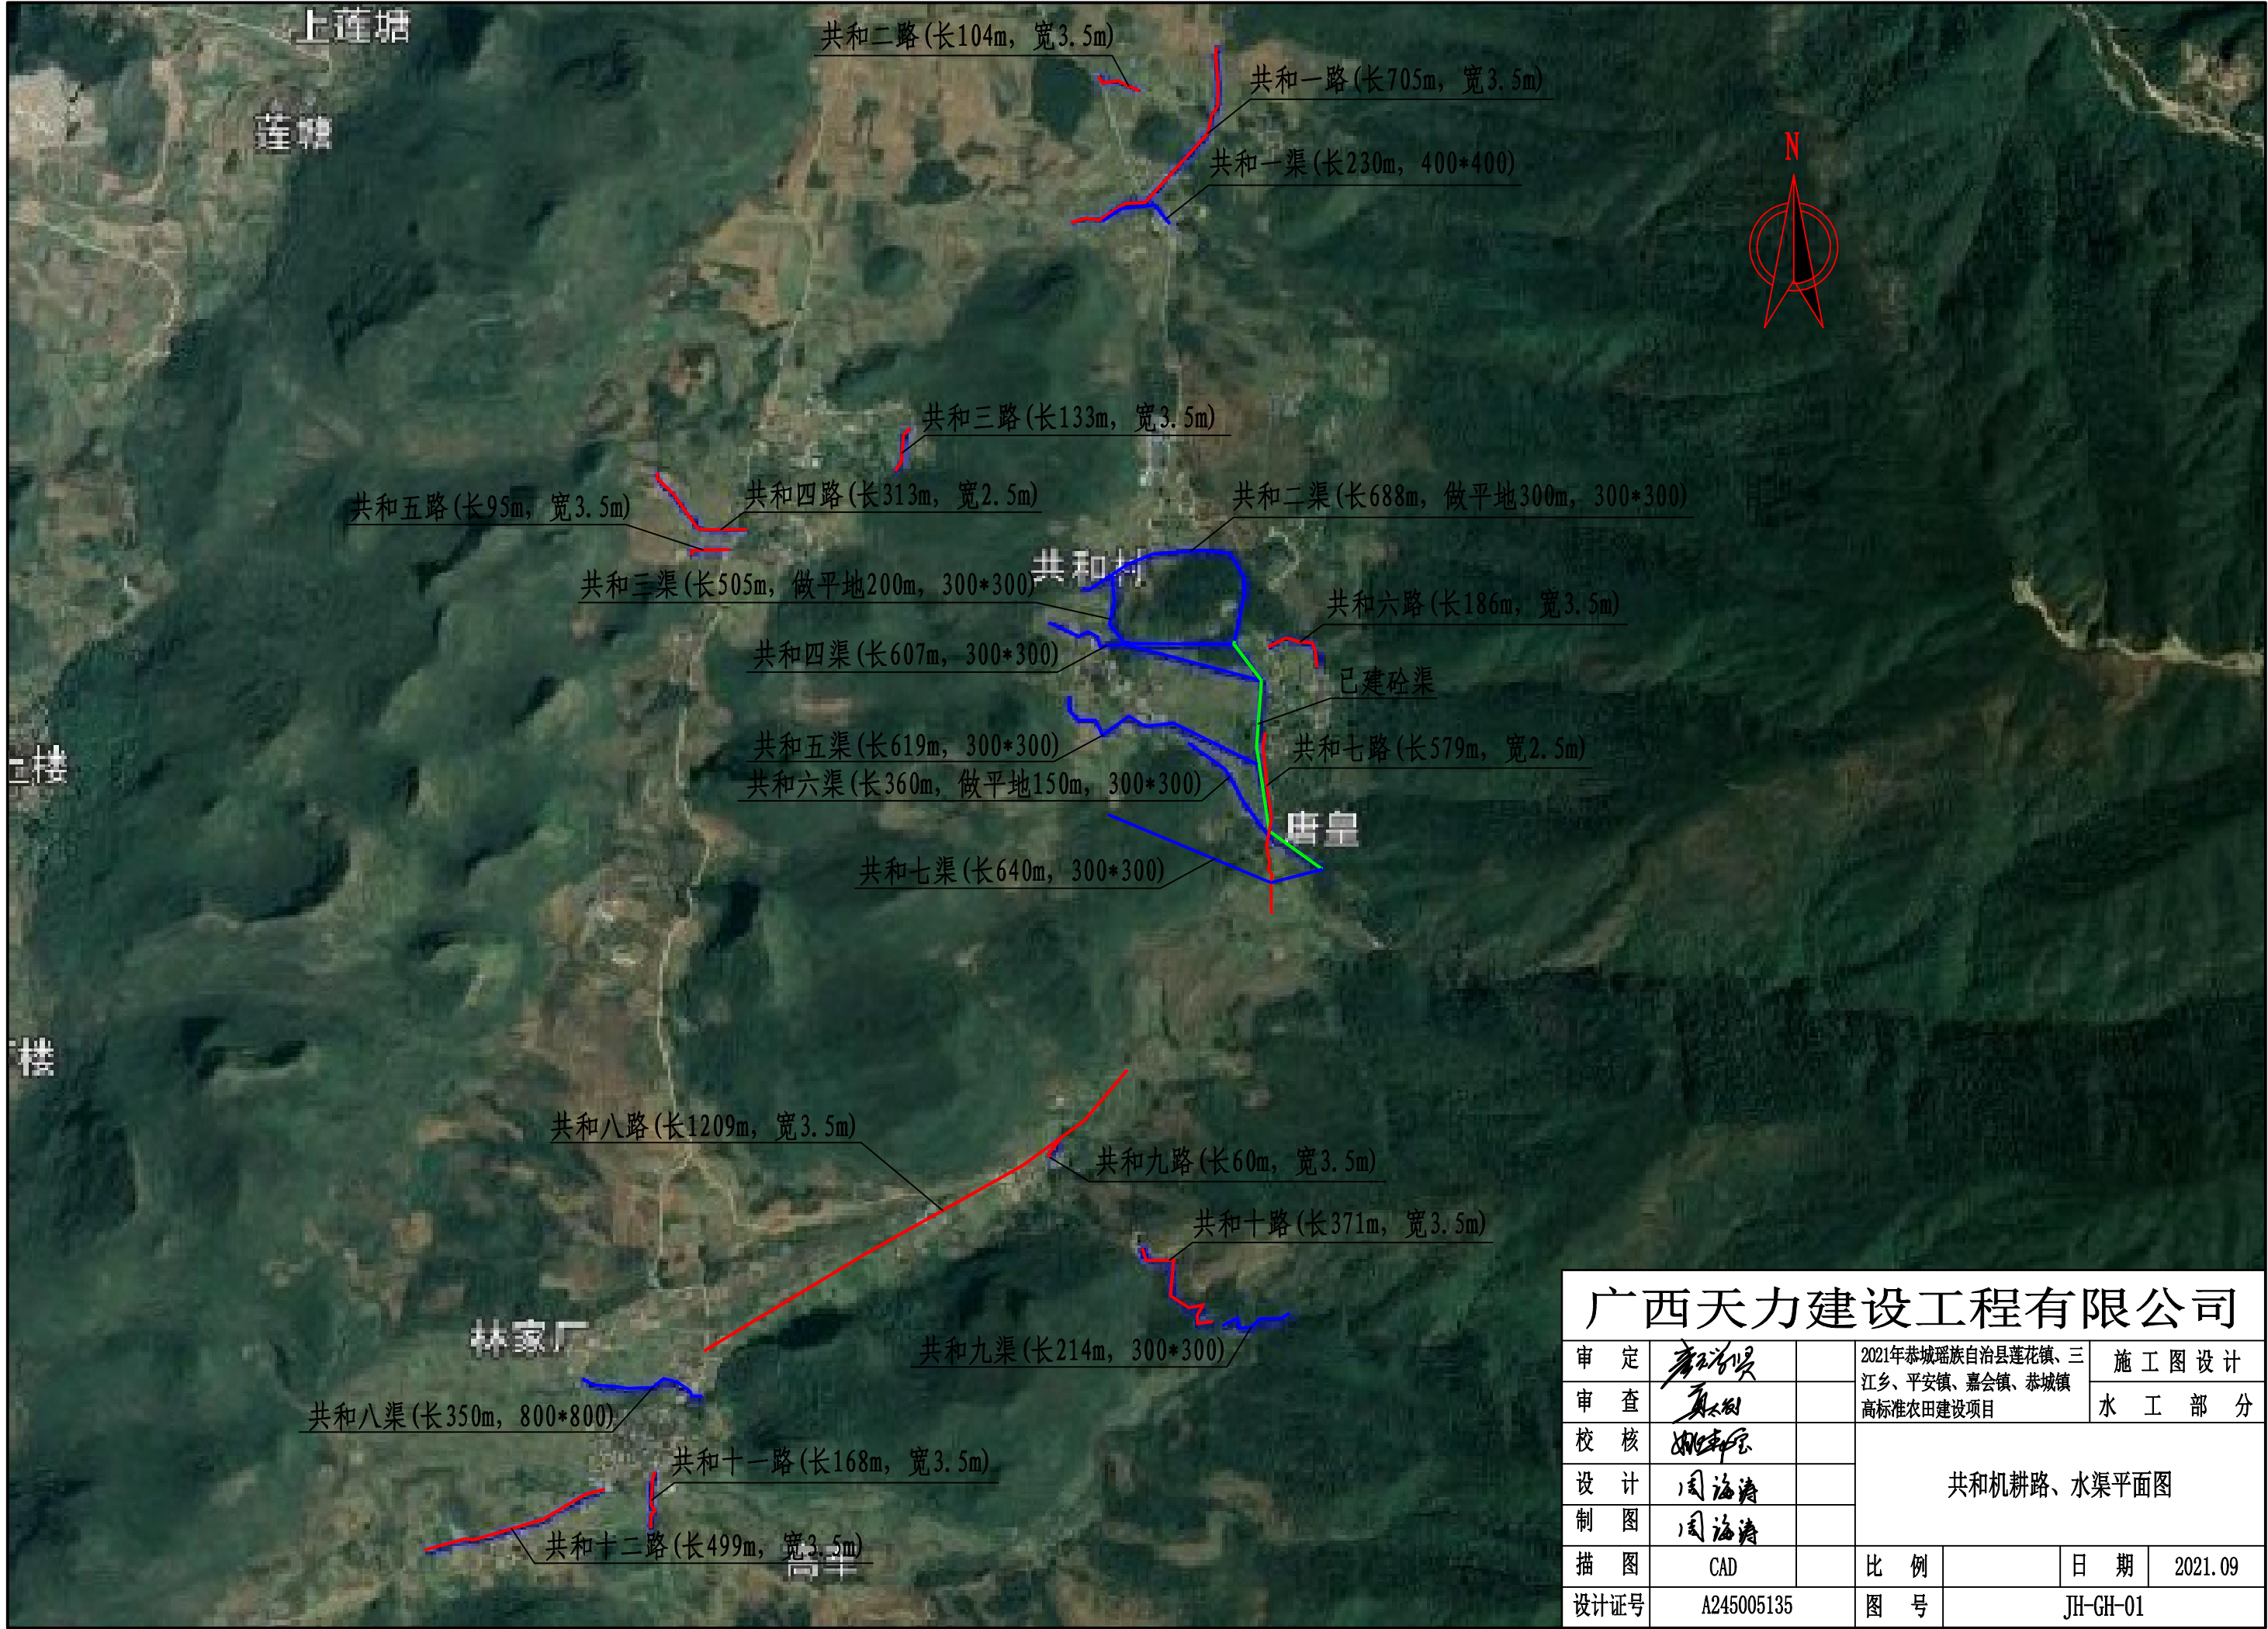 上莲塘
共和二路(长104m, 宽3.5m)
共和一路(长705m, 宽3.5m)
莲塘
N
共和一渠(长230m, 400*400)
共和三路(长133m, 宽3.5m)
共和五路(长95m, 宽3.5m)
共和四路(长313m, 宽2.5m)
共和二渠(长688m, 做平地300m, 300*300)
共和村
共和三渠(长505m, 做平地200m, 300*300)
共和六路(长186m, 宽3.5m)
共和四渠(长607m, 300*300)
已建砼渠
共和五渠(长619m, 300*300)
共和七路(长579m, 宽2.5m)
楼
共和六渠(长360m, 做平地150m, 300*300)
唐皇
共和七渠(长640m, 300*300)
楼
共和八路(长1209m, 宽3.5m)
共和九路(长60m, 宽3.5m)
共和十路(长371m, 宽3.5m)
林家厂
共和九渠(长214m, 300*300)
共和八渠(长350m, 800*800)
共和十一路(长168m, 宽3.5m)
共和十二路(长499m, 宽3.5m)
广西天力建设工程有限公司
审定
审查
校核
设计 周海涛
制图 周海涛
描图 CAD
设计证号 A245005135
2021年恭城瑶族自治县莲花镇、三
江乡、平安镇、嘉会镇、恭城镇
高标准农田建设项目
施工图设计
水工部分
共和机耕路、水渠平面图
比例 日期 2021.09
图号 JH-GH-01